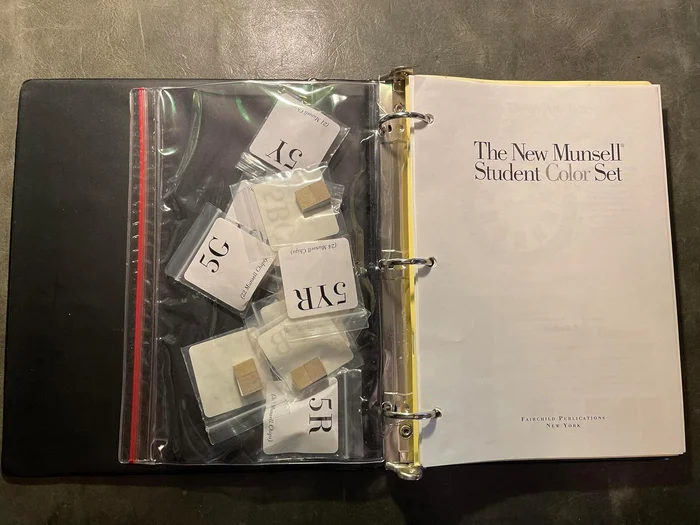 5Y
5G
(24 Munsell Chips)
5YR
5R
(24 Munsell Chips)
The New Munsell®
Student Color Set
FAIRCHILD PUBLICATIONS
NEW YORK